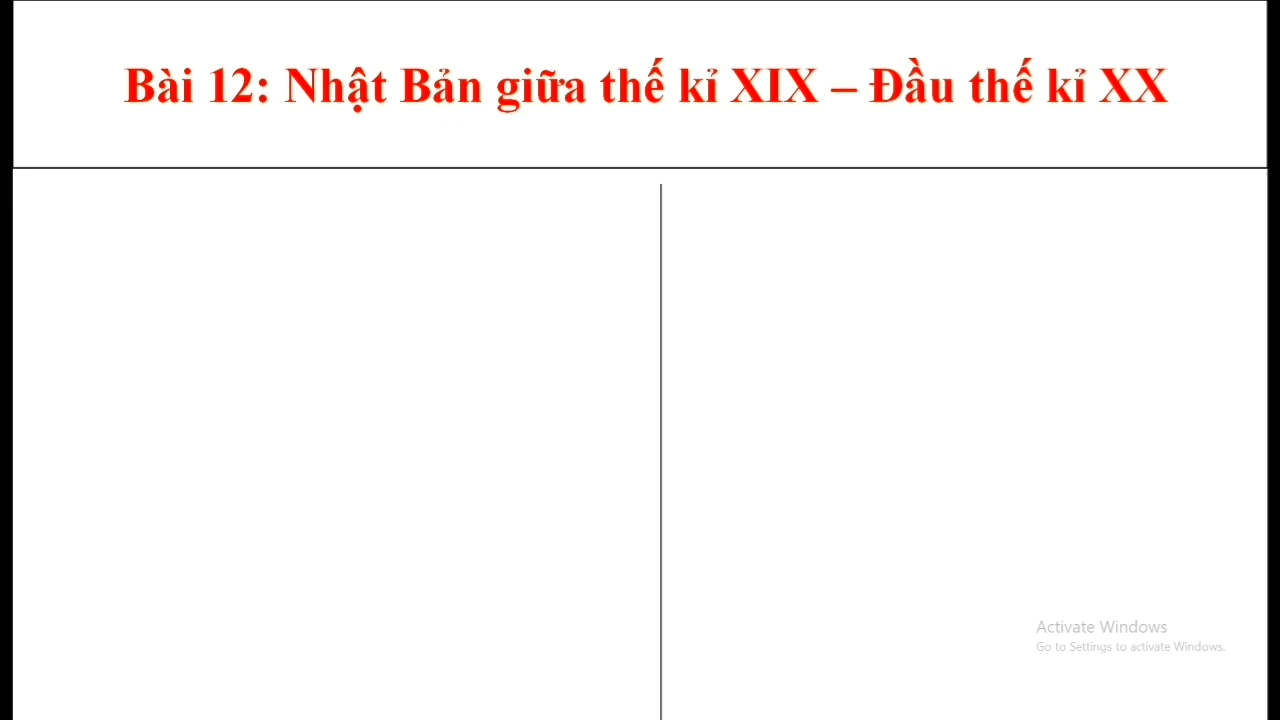 Bài 12: Nhật Bản giữa thế kỉ XIX – Đầu thế kỉ XX
Activate Windows
Go to Settings to activate Windows.